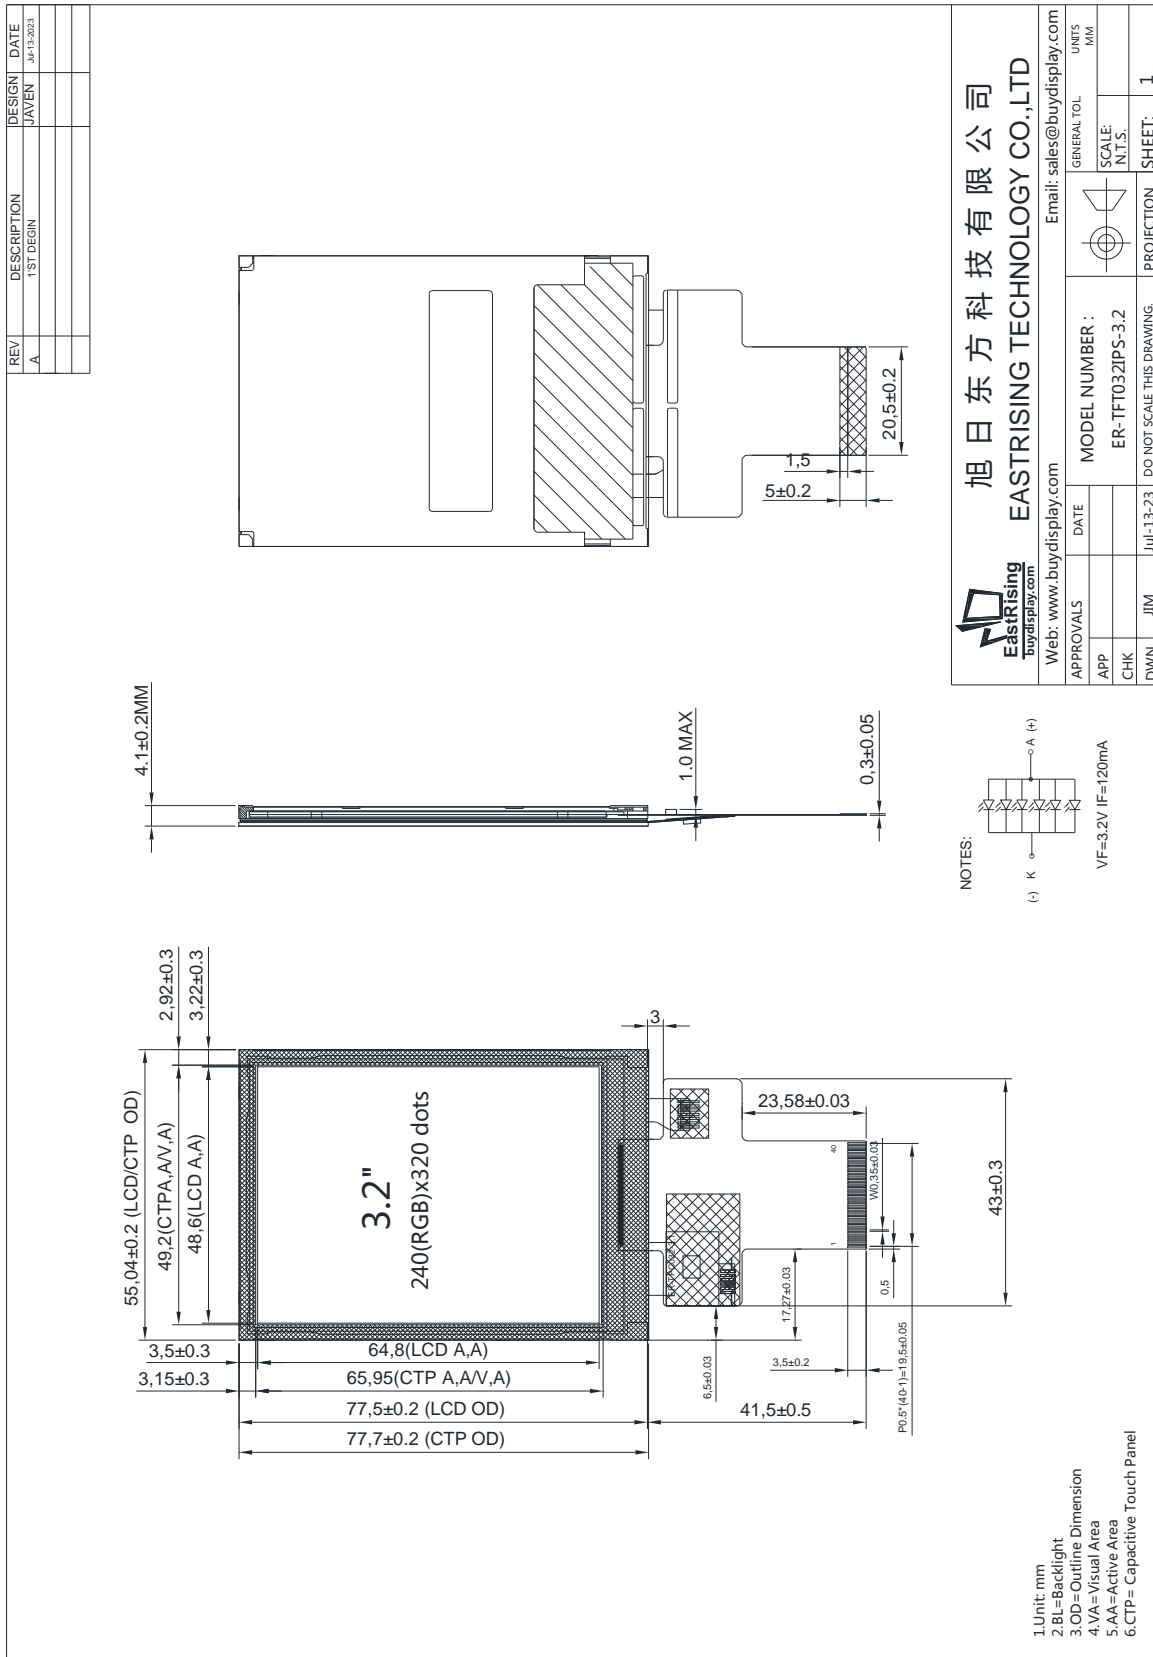 REV DESCRIPTION DESIGN DATE
A 1'ST DEGIN JAVEN Jul-13-2023
55,04±0.2 (LCD/CTP OD)
49,2(CTPA,A/V,A)
48,6(LCD A,A)
2,92±0.3
3,22±0.3
4.1±0.2MM
3.2"
240(RGB)x320 dots
3,5±0.3
3,15±0.3
64,8(LCD A,A)
65,95(CTP A,A/V,A)
77,5±0.2 (LCD OD)
77,7±0.2 (CTP OD)
3
23,58±0.03
40
1
W0,35±0.03
43±0.3
17,27±0.03
0,5
6,5±0.03
3,5±0.2
P0.5*(40-1)=19,5±0.05
41,5±0.5
1.0 MAX
0,3±0.05
1,5
5±0.2
20,5±0.2
NOTES:
(-) K
A (+)
VF=3.2V IF=120mA
1.Unit: mm
2.BL=Backlight
3.OD=Outline Dimension
4.VA=Visual Area
5.AA=Active Area
6.CTP= Capacitive Touch Panel
EastRising
buydisplay.com
旭日东方科技有限公司
EASTRISING TECHNOLOGY CO.,LTD
Web: www.buydisplay.com Email: sales@buydisplay.com
APPROVALS DATE
APP
CHK
DWN JIM Jul-13-23
MODEL NUMBER :
ER-TFT032IPS-3.2
DO NOT SCALE THIS DRAWING.
PROJECTION
GENERAL TOL. UNITS
MM
SCALE:
N.T.S.
SHEET: 1